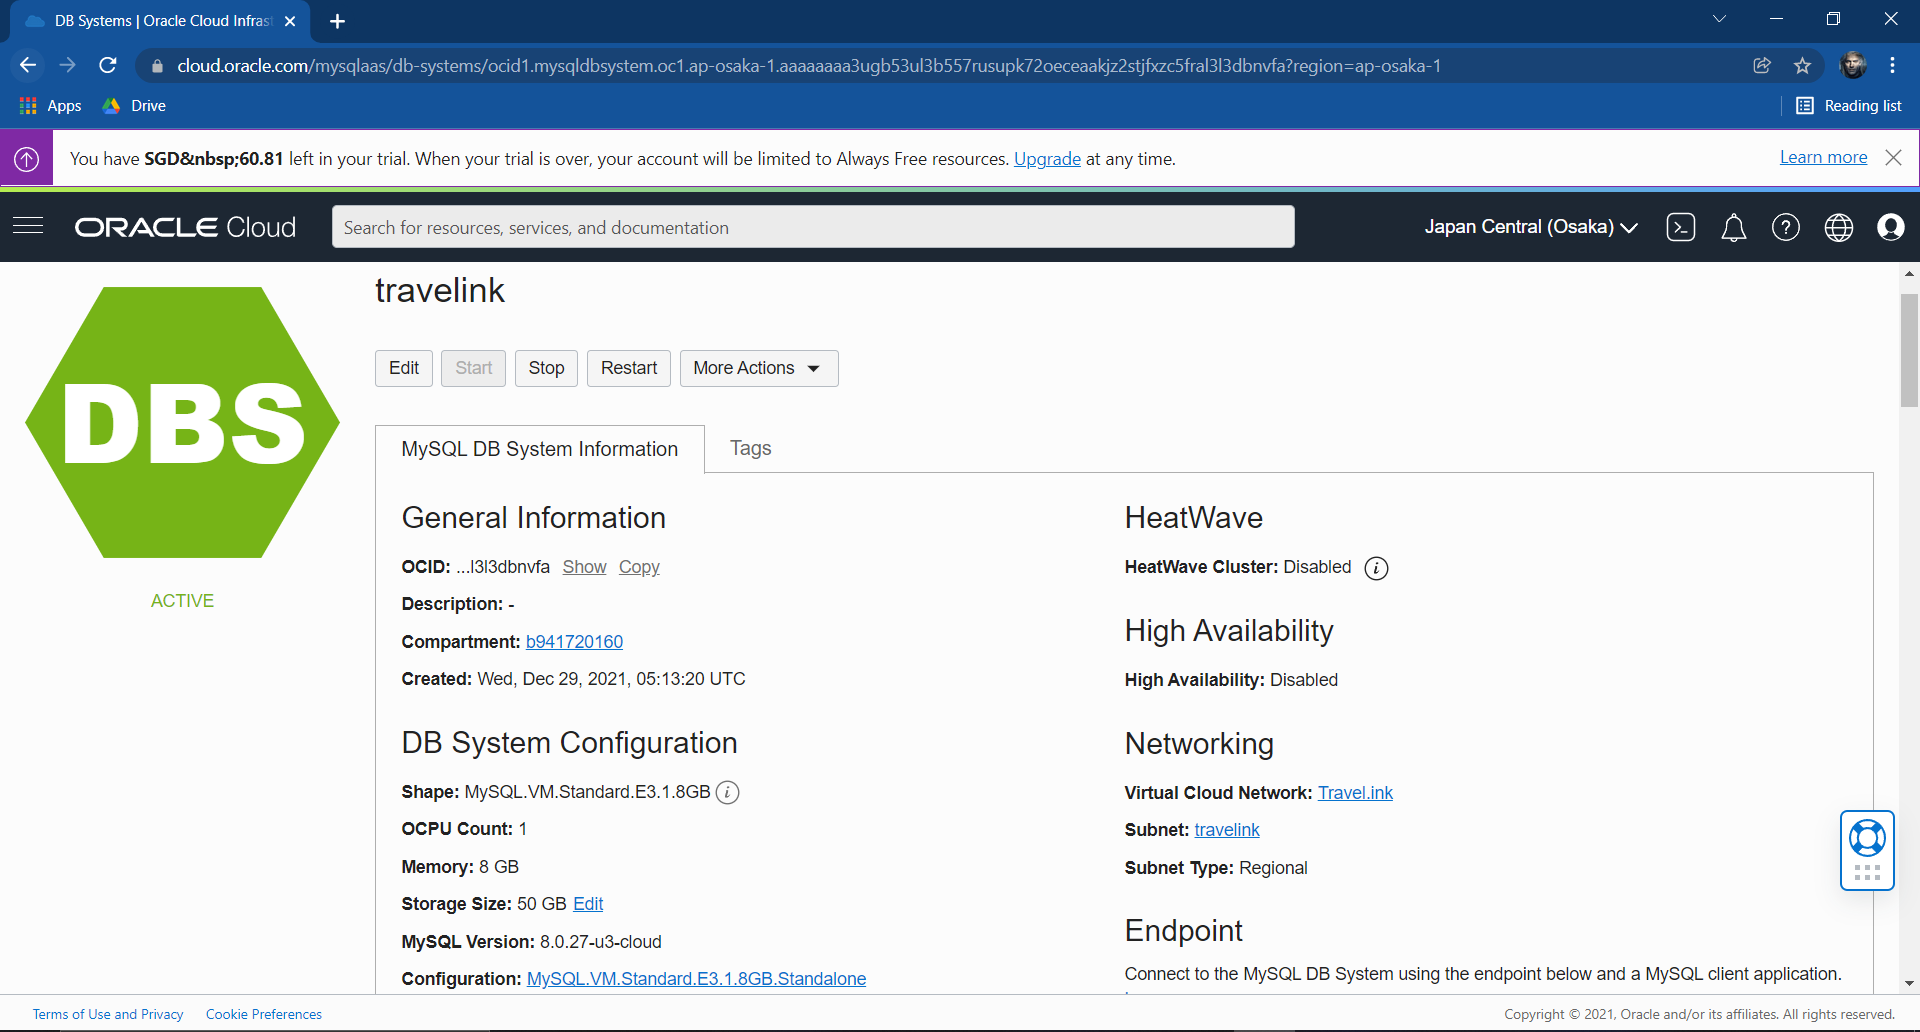 DB Systems | Oracle Cloud Infras
cloud.oracle.com/mysqlaas/db-systems/ocid1.mysqldbsystem.oc1.ap-osaka-1.aaaaaaaa3ugb53ul3b557rusupk72oeceaakjz2stjfxzc5fral3l3dbnvfa?region=ap-osaka-1
Apps Drive Reading list
You have SGD&nbsp;60.81 left in your trial. When your trial is over, your account will be limited to Always Free resources. Upgrade at any time. Learn more
ORACLE Cloud Search for resources, services, and documentation Japan Central (Osaka)
travelink
Edit Start Stop Restart More Actions
DBS
ACTIVE
MySQL DB System Information Tags
General Information
OCID: ...l3l3dbnvfa Show Copy
Description: -
Compartment: b941720160
Created: Wed, Dec 29, 2021, 05:13:20 UTC
DB System Configuration
Shape: MySQL.VM.Standard.E3.1.8GB
OCPU Count: 1
Memory: 8 GB
Storage Size: 50 GB Edit
MySQL Version: 8.0.27-u3-cloud
Configuration: MySQL.VM.Standard.E3.1.8GB.Standalone
HeatWave
HeatWave Cluster: Disabled
High Availability
High Availability: Disabled
Networking
Virtual Cloud Network: Travel.ink
Subnet: travelink
Subnet Type: Regional
Endpoint
Connect to the MySQL DB System using the endpoint below and a MySQL client application.
Terms of Use and Privacy Cookie Preferences Copyright © 2021, Oracle and/or its affiliates. All rights reserved.